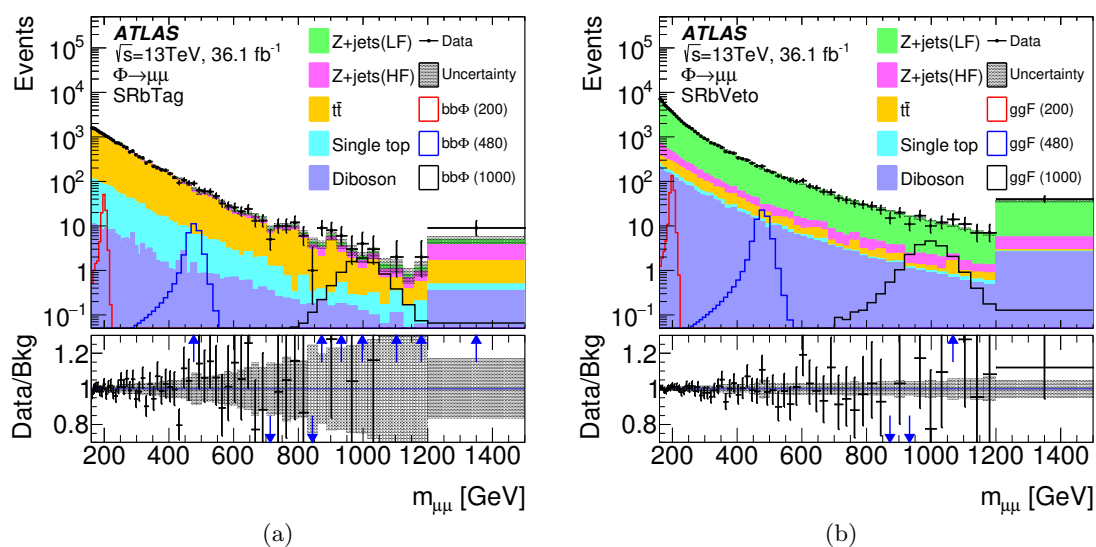 ATLAS
√s=13TeV, 36.1 fb⁻¹
Φ→μμ
SRbTag
Z+jets(LF)
Z+jets(HF)
tt̄
Single top
Diboson
Data
Uncertainty
bbΦ (200)
bbΦ (480)
bbΦ (1000)
Events
10⁵
10⁴
10³
10²
10
1
10⁻¹
Data/Bkg
1.2
1
0.8
200 400 600 800 1000 1200 1400
mμμ [GeV]
(a)
ATLAS
√s=13TeV, 36.1 fb⁻¹
Φ→μμ
SRbVeto
Z+jets(LF)
Z+jets(HF)
tt̄
Single top
Diboson
Data
Uncertainty
ggF (200)
ggF (480)
ggF (1000)
Events
10⁵
10⁴
10³
10²
10
1
10⁻¹
Data/Bkg
1.2
1
0.8
200 400 600 800 1000 1200 1400
mμμ [GeV]
(b)